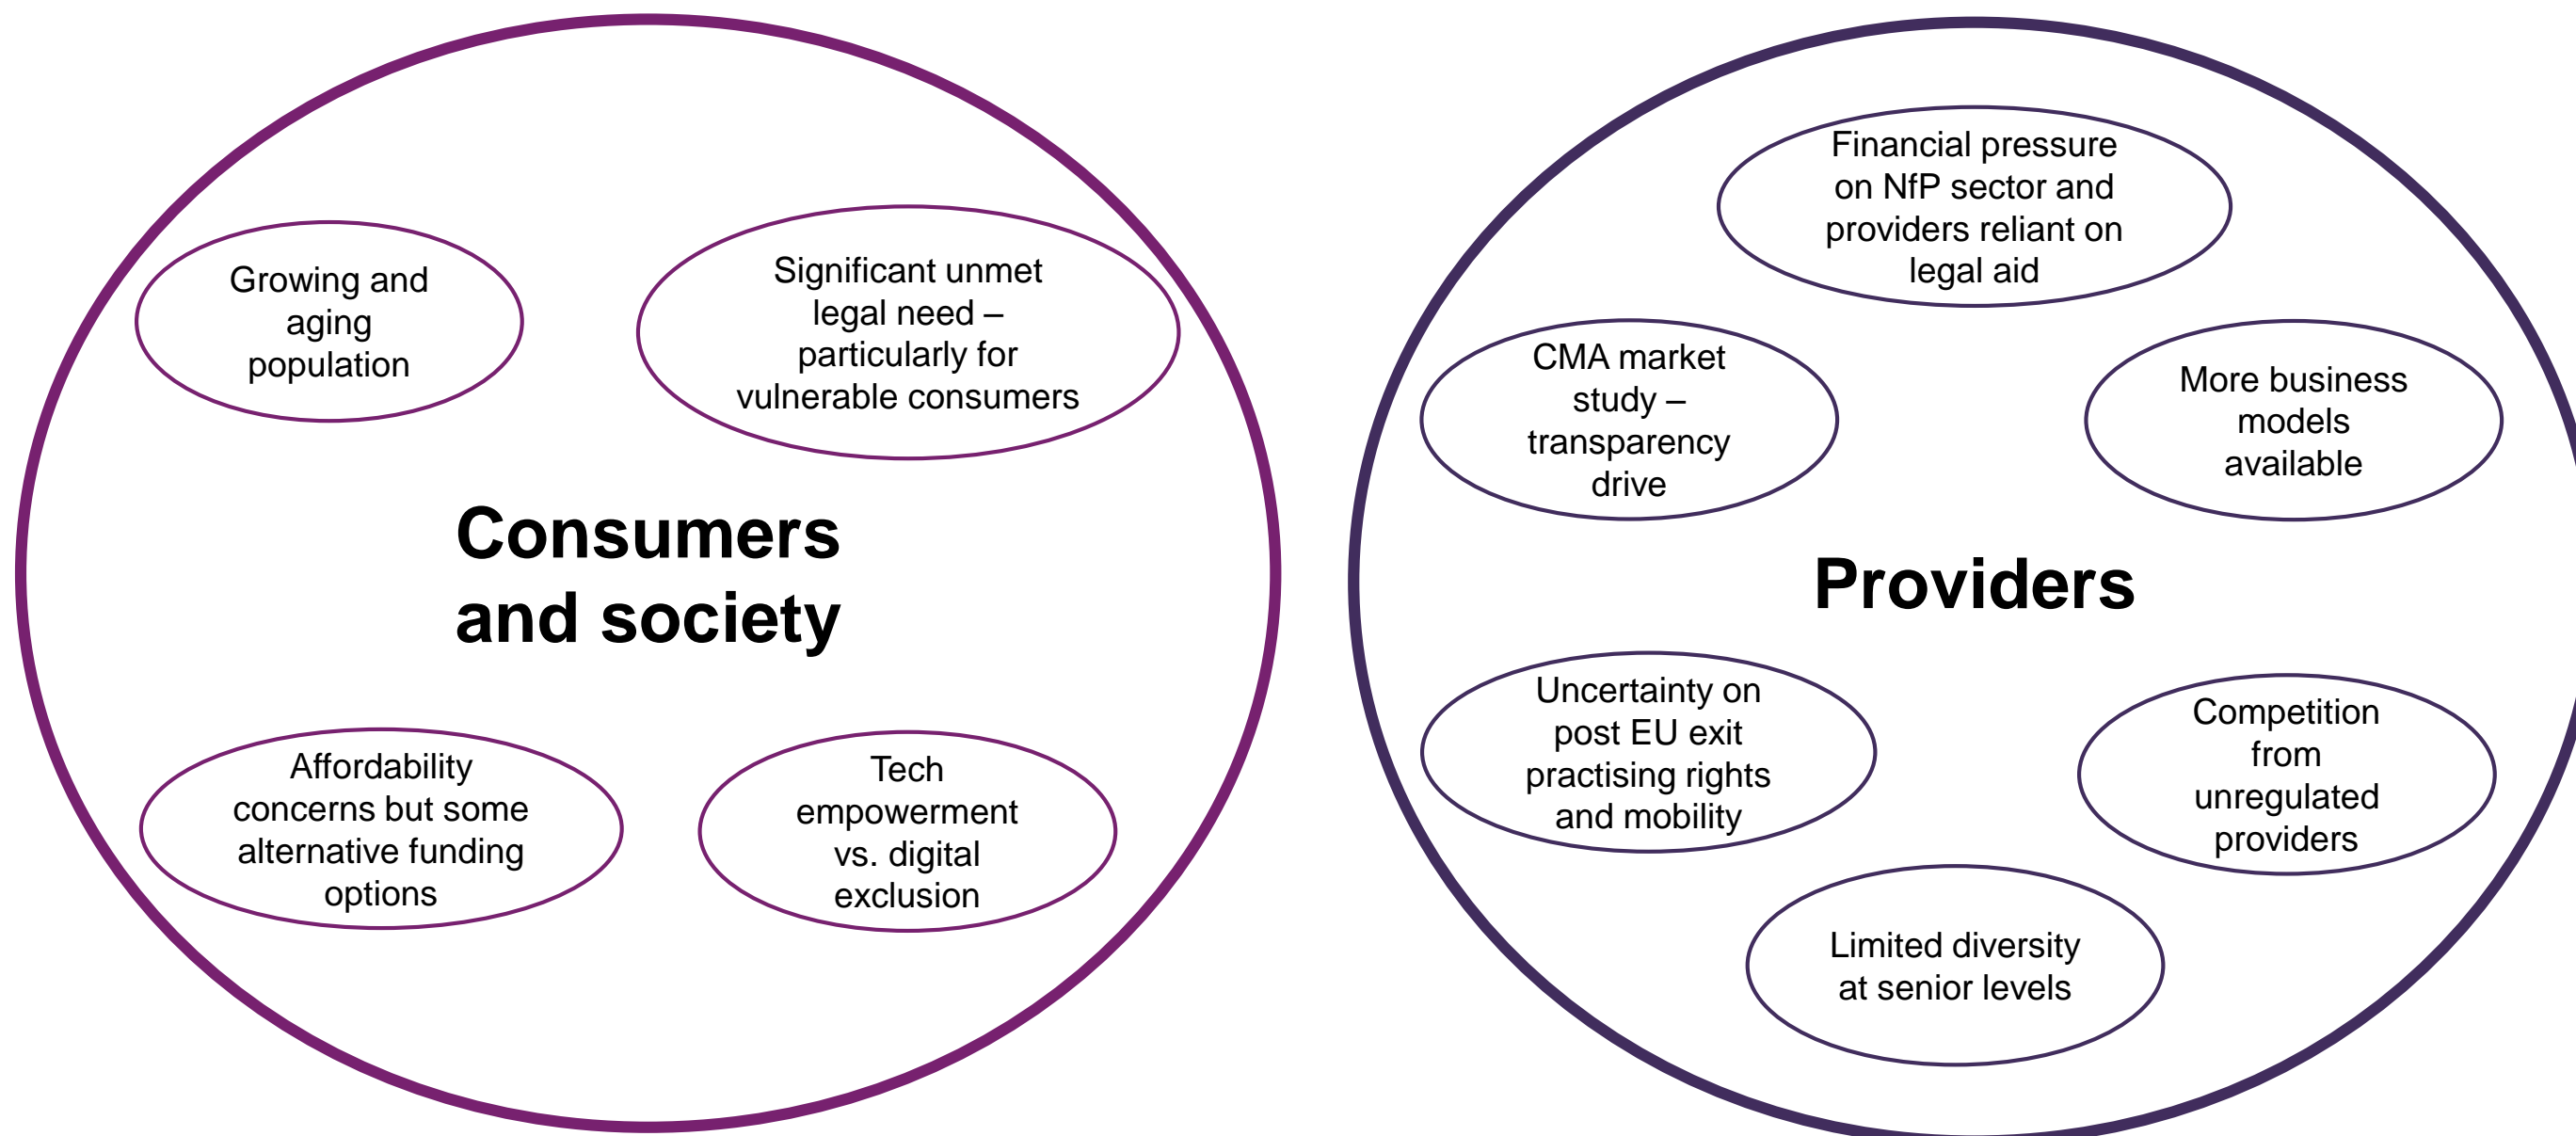 Growing and
aging
population
Significant unmet
legal need –
particularly for
vulnerable consumers
Consumers
and society
Affordability
concerns but some
alternative funding
options
Tech
empowerment
vs. digital
exclusion
Financial pressure
on NfP sector and
providers reliant on
legal aid
CMA market
study –
transparency
drive
More business
models
available
Providers
Uncertainty on
post EU exit
practising rights
and mobility
Competition
from
unregulated
providers
Limited diversity
at senior levels